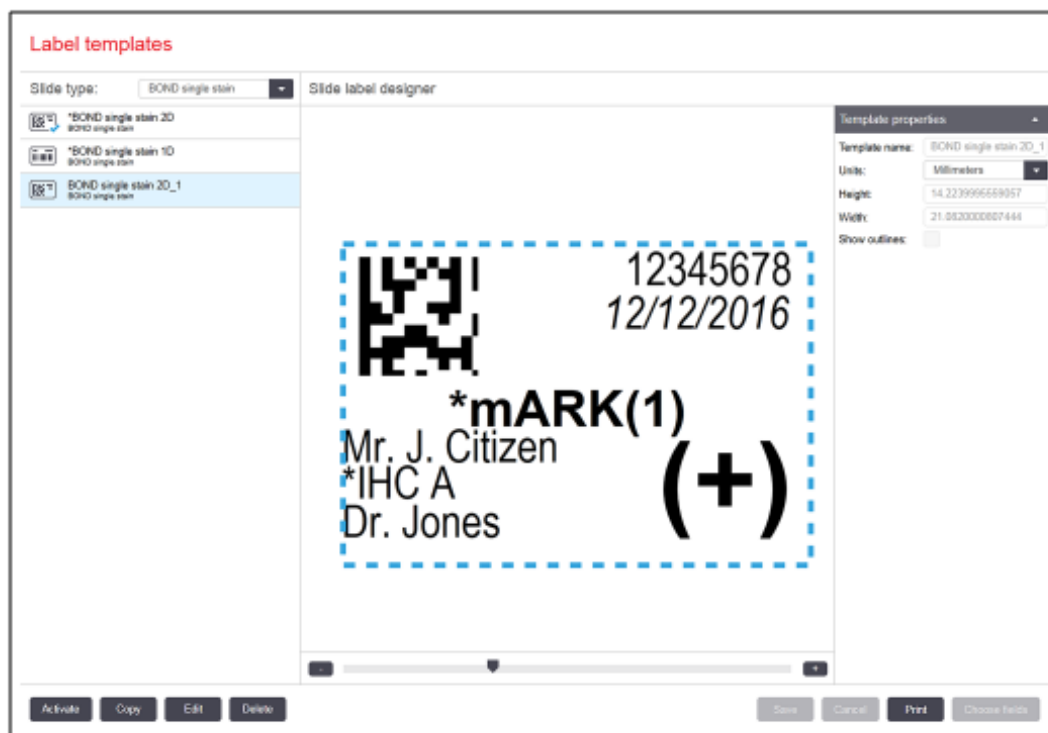 Label templates
Slide type: BOND single stain
Slide label designer
*BOND single stain 2D
BOND single stain
*BOND single stain 1D
BOND single stain
BOND single stain 2D_1
BOND single stain
12345678
12/12/2016
*mARK(1)
Mr. J. Citizen
*IHC A
Dr. Jones
(+)
Template properties
Template name: BOND single stain 2D_1
Units: Millimeters
Height: 14.2239995559057
Width: 21.0820000807444
Show outlines:
- +
Activate Copy Edit Delete Save Cancel Print Choose fields